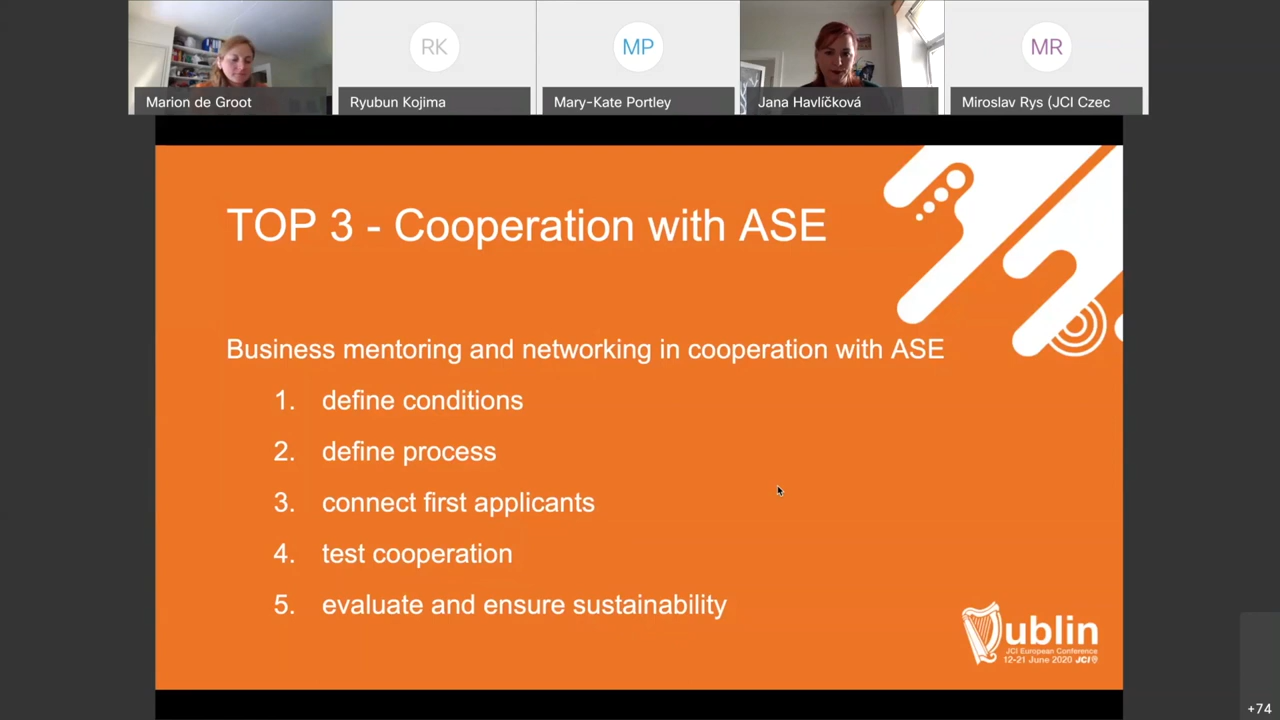 RK
MP
MR
Marion de Groot
Ryubun Kojima
Mary-Kate Portley
Jana Havlíčková
Miroslav Rys (JCI Czec
TOP 3 - Cooperation with ASE
Business mentoring and networking in cooperation with ASE
1. define conditions
2. define process
3. connect first applicants
4. test cooperation
5. evaluate and ensure sustainability
Dublin
JCI European Conference
12-21 June 2020 JCI
+74